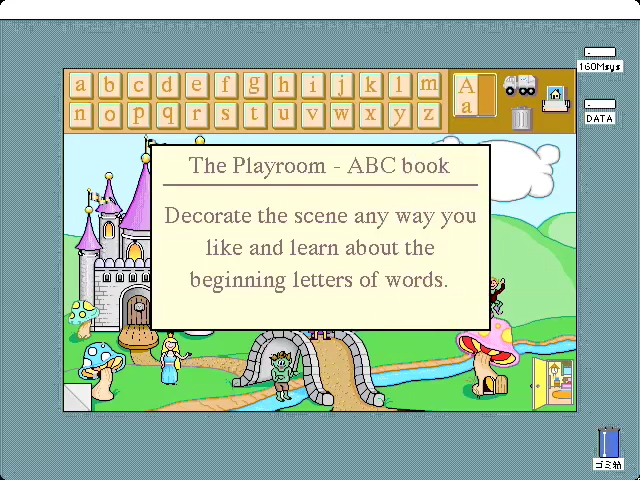 a b c d e f g h i j k l m
n o p q r s t u v w x y z
A
a
160Msys
DATA
The Playroom - ABC book
Decorate the scene any way you
like and learn about the
beginning letters of words.
ゴミ箱